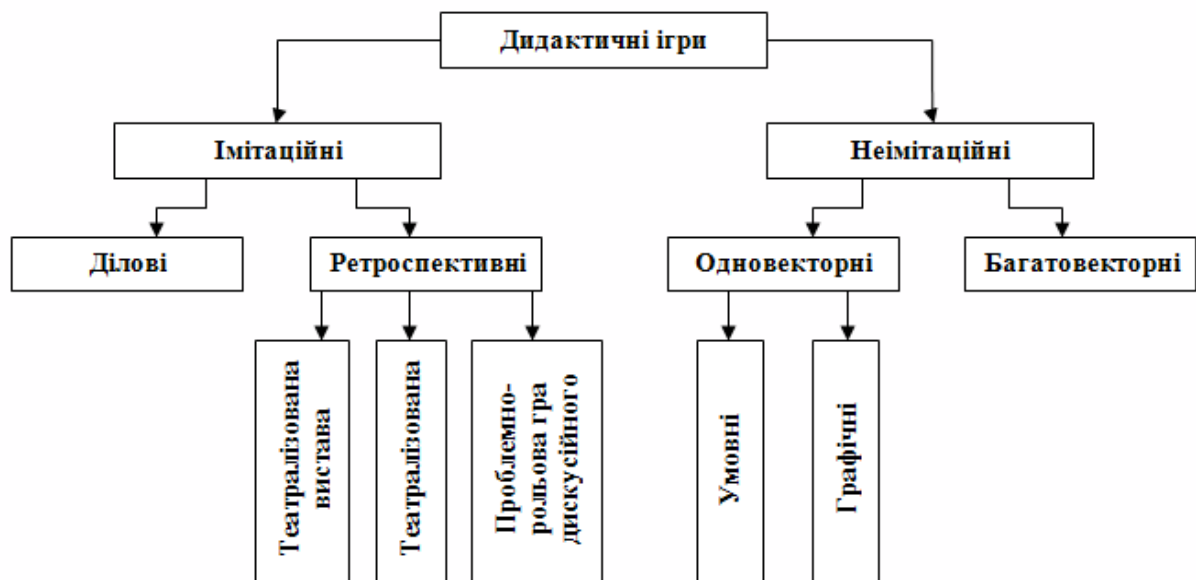 Дидактичні ігри
Імітаційні
Неімітаційні
Ділові
Ретроспективні
Одновекторні
Багатовекторні
Театралізована
вистава
Театралізована
Проблемно-
рольова гра
дискусійного
Умовні
Графічні